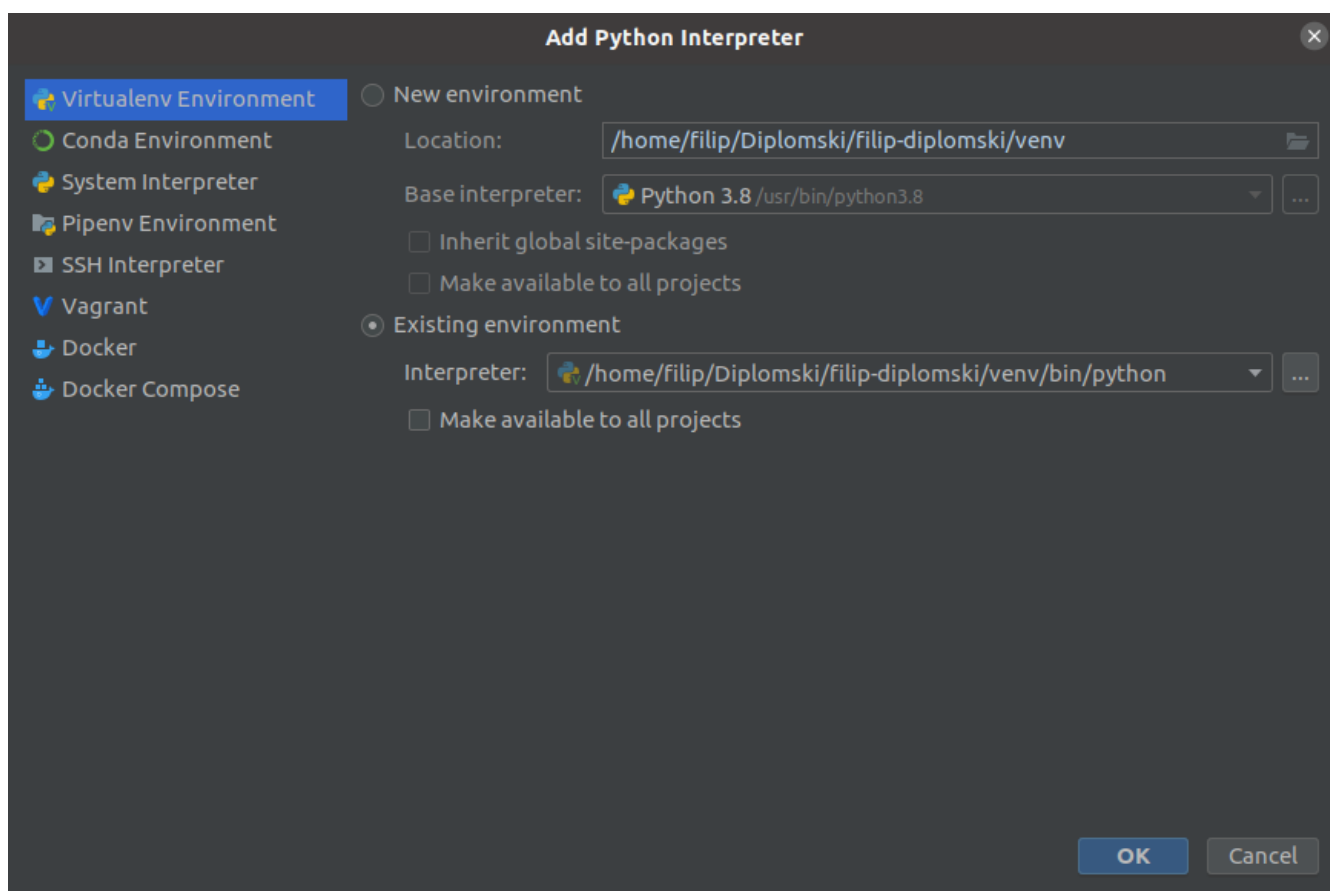 Add Python Interpreter
Virtualenv Environment
Conda Environment
System Interpreter
Pipenv Environment
SSH Interpreter
Vagrant
Docker
Docker Compose
New environment
Location: /home/filip/Diplomski/filip-diplomski/venv
Base interpreter: Python 3.8 /usr/bin/python3.8 ...
Inherit global site-packages
Make available to all projects
Existing environment
Interpreter: /home/filip/Diplomski/filip-diplomski/venv/bin/python ...
Make available to all projects
OK Cancel